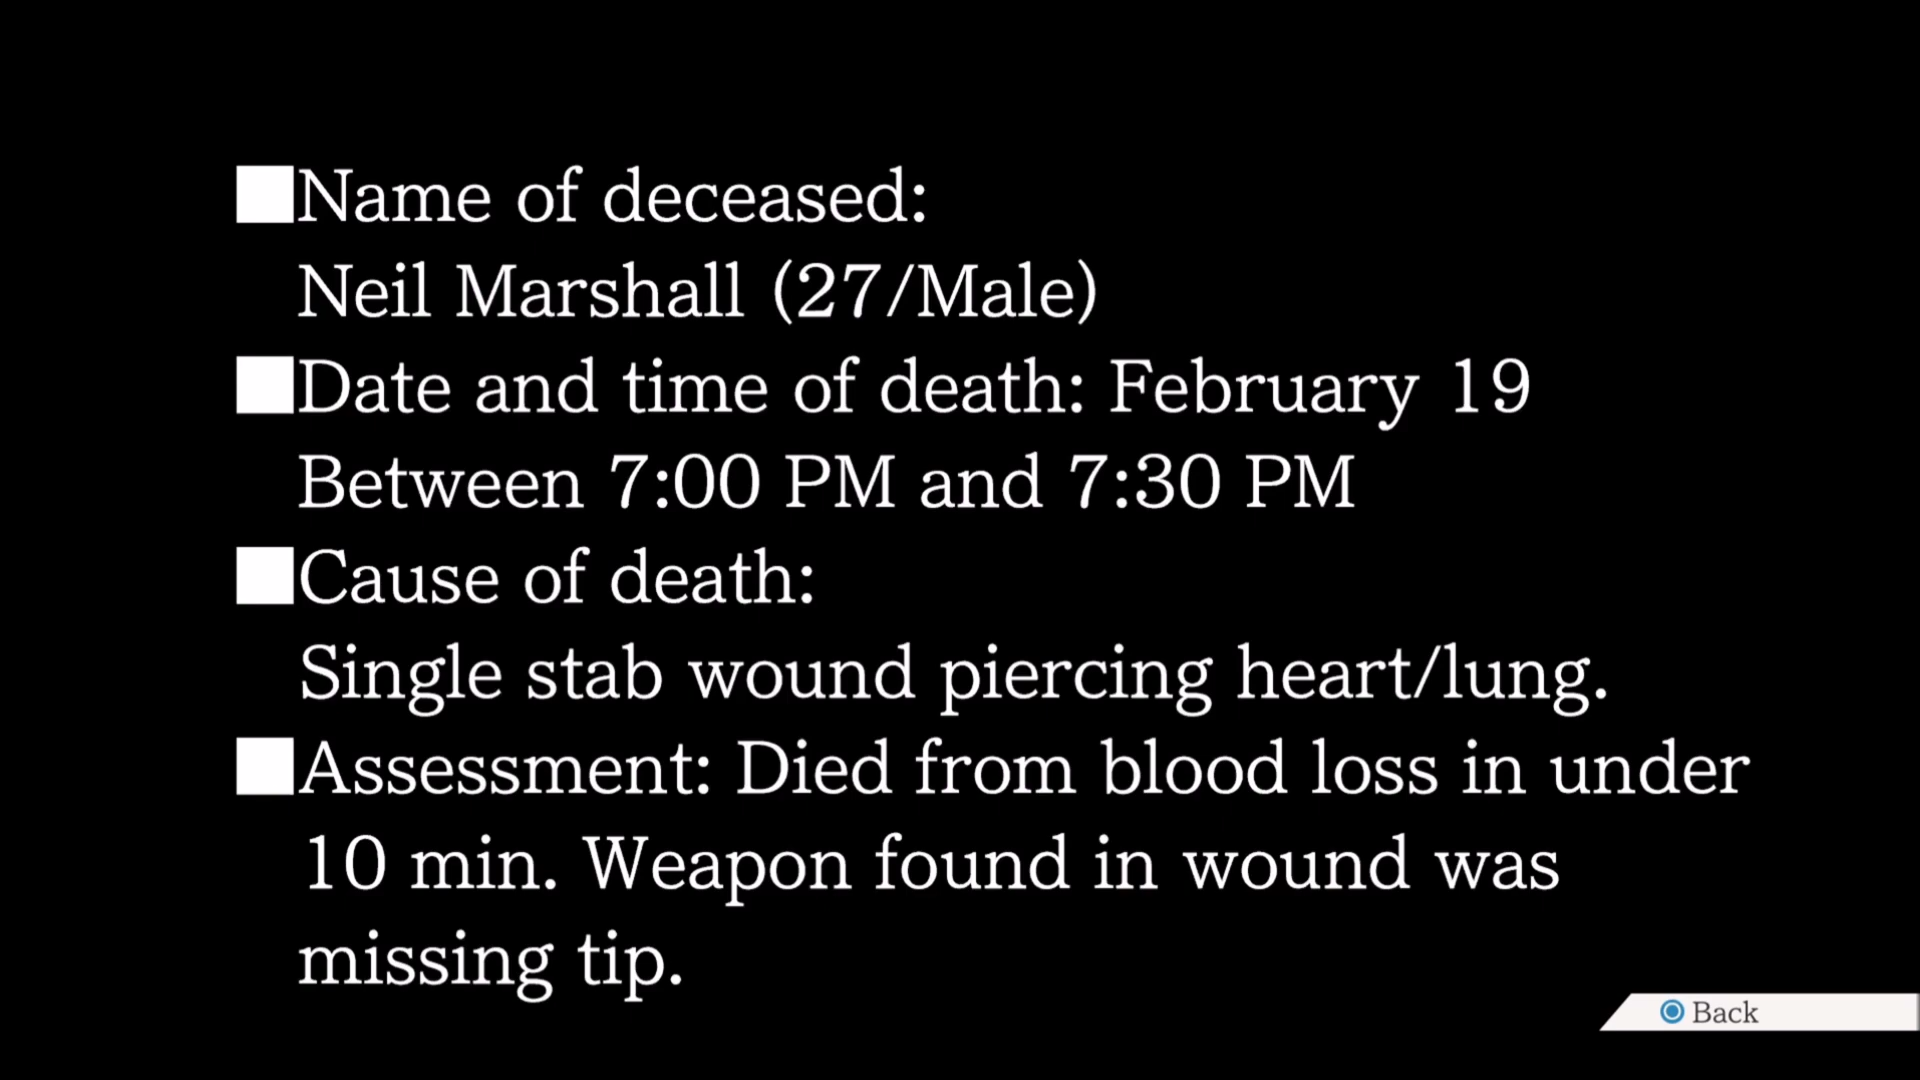 ■Name of deceased:
Neil Marshall (27/Male)
■Date and time of death: February 19
Between 7:00 PM and 7:30 PM
■Cause of death:
Single stab wound piercing heart/lung.
■Assessment: Died from blood loss in under
10 min. Weapon found in wound was
missing tip.
Back